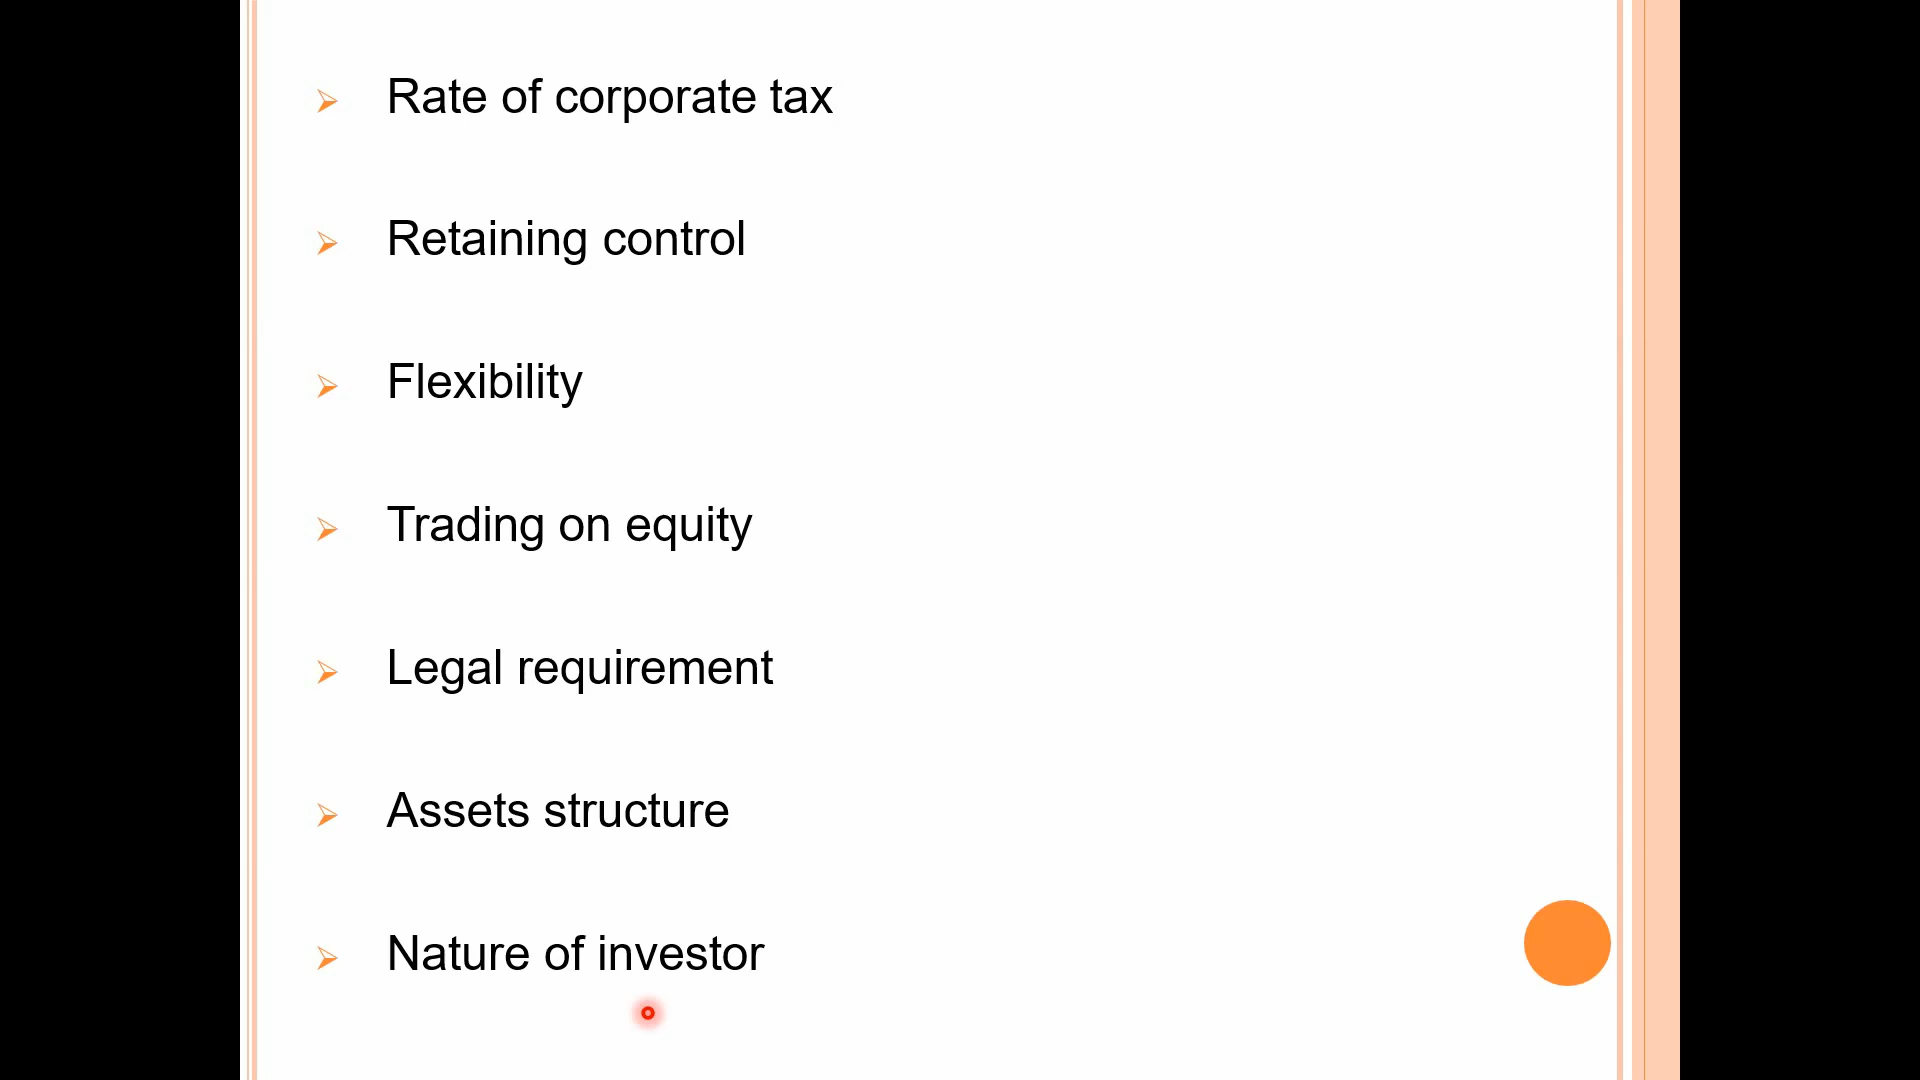 Rate of corporate tax
Retaining control
Flexibility
Trading on equity
Legal requirement
Assets structure
Nature of investor